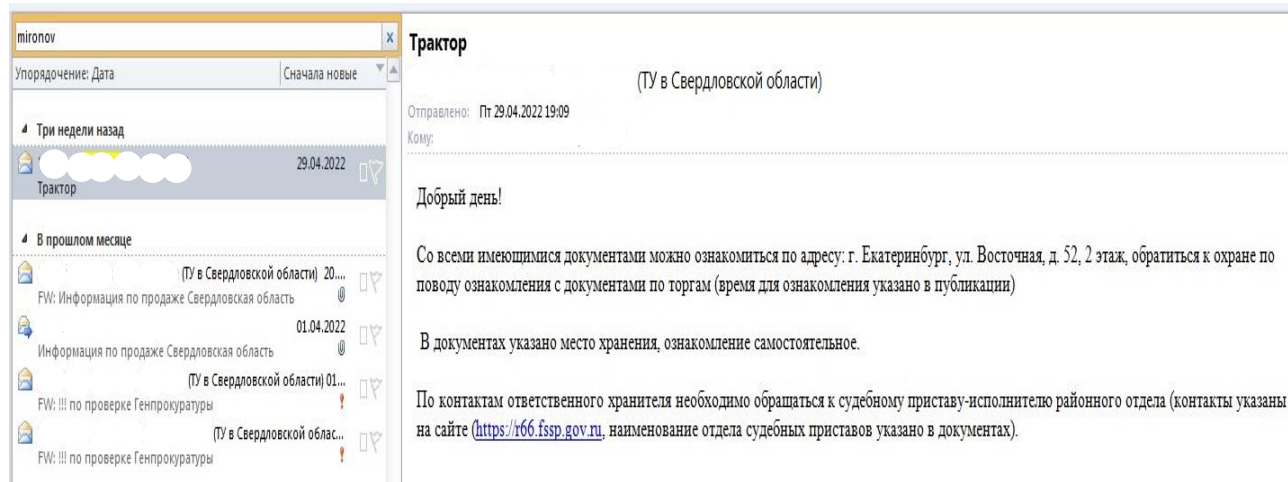 mironov
Упорядочение: Дата
Сначала новые
Три недели назад
29.04.2022
Трактор
В прошлом месяце
(ТУ в Свердловской области) 20....
FW: Информация по продаже Свердловская область
01.04.2022
Информация по продаже Свердловская область
(ТУ в Свердловской области) 01...
FW: !!! по проверке Генпрокуратуры
(ТУ в Свердловской облас...
FW: !!! по проверке Генпрокуратуры
Трактор
(ТУ в Свердловской области)
Отправлено: Пт 29.04.2022 19:09
Кому:
Добрый день!
Со всеми имеющимися документами можно ознакомиться по адресу: г. Екатеринбург, ул. Восточная, д. 52, 2 этаж, обратиться к охране по
поводу ознакомления с документами по торгам (время для ознакомления указано в публикации)
В документах указано место хранения, ознакомление самостоятельное.
По контактам ответственного хранителя необходимо обращаться к судебному приставу-исполнителю районного отдела (контакты указаны
на сайте (https://r66.fssp.gov.ru, наименование отдела судебных приставов указано в документах).